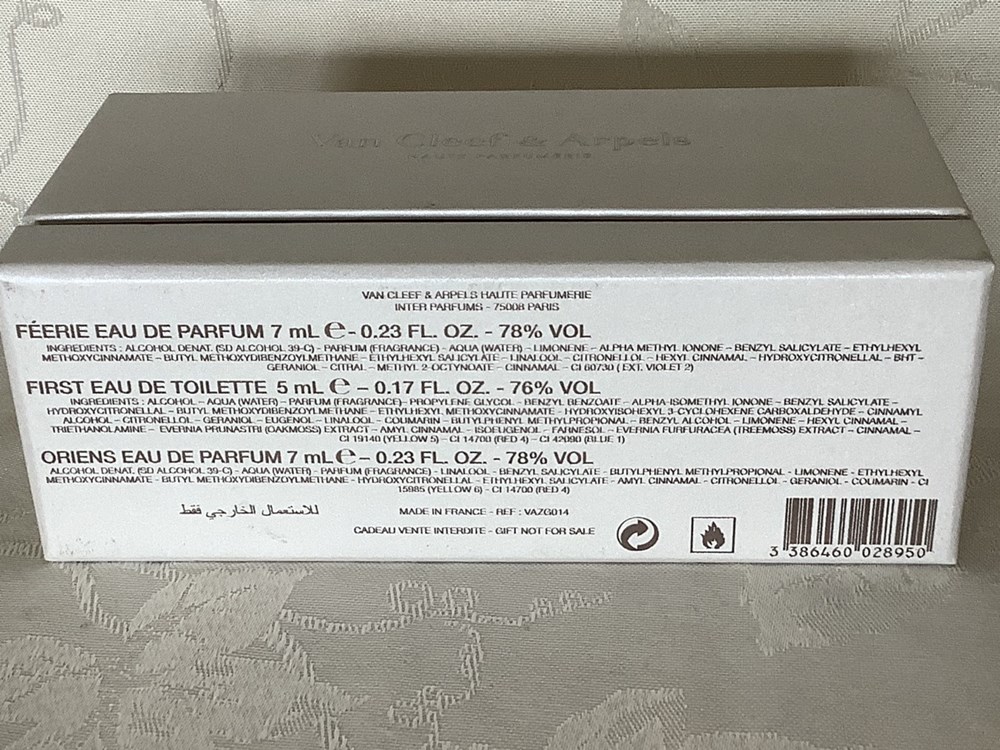 Van Cleef & Arpels
HAUTE PARFUMERIE
VAN CLEEF & ARPELS HAUTE PARFUMERIE
INTER PARFUMS - 75008 PARIS
FÉERIE EAU DE PARFUM 7 mL ℮ - 0.23 FL. OZ. - 78% VOL
INGREDIENTS : ALCOHOL DENAT. (SD ALCOHOL 39-C) - PARFUM (FRAGRANCE) - AQUA (WATER) - LIMONENE - ALPHA METHYL IONONE - BENZYL SALICYLATE - ETHYLHEXYL
METHOXYCINNAMATE - BUTYL METHOXYDIBENZOYLMETHANE - ETHYLHEXYL SALICYLATE - LINALOOL - CITRONELLOL - HEXYL CINNAMAL - HYDROXYCITRONELLAL - BHT -
GERANIOL - CITRAL - METHYL 2-OCTYNOATE - CINNAMAL - CI 60730 ( EXT. VIOLET 2)
FIRST EAU DE TOILETTE 5 mL ℮ - 0.17 FL. OZ. - 76% VOL
INGREDIENTS : ALCOHOL - AQUA (WATER) - PARFUM (FRAGRANCE) - PROPYLENE GLYCOL - BENZYL BENZOATE - ALPHA-ISOMETHYL IONONE - BENZYL SALICYLATE -
HYDROXYCITRONELLAL - BUTYL METHOXYDIBENZOYLMETHANE - ETHYLHEXYL METHOXYCINNAMATE - HYDROXYISOHEXYL 3-CYCLOHEXENE CARBOXALDEHYDE - CINNAMYL
ALCOHOL - CITRONELLOL - GERANIOL - EUGENOL - LINALOOL - COUMARIN - BUTYLPHENYL METHYLPROPIONAL - BENZYL ALCOHOL - LIMONENE - HEXYL CINNAMAL -
TRIETHANOLAMINE - EVERNIA PRUNASTRI (OAKMOSS) EXTRACT - AMYL CINNAMAL - ISOEUGENOL - FARNESOL - EVERNIA FURFURACEA (TREEMOSS) EXTRACT - CINNAMAL -
CI 19140 (YELLOW 5) - CI 14700 (RED 4) - CI 42090 (BLUE 1)
ORIENS EAU DE PARFUM 7 mL ℮ - 0.23 FL. OZ. - 78% VOL
ALCOHOL DENAT. (SD ALCOHOL 39-C) - AQUA (WATER) - PARFUM (FRAGRANCE) - LINALOOL - BENZYL SALICYLATE - BUTYLPHENYL METHYLPROPIONAL - LIMONENE - ETHYLHEXYL
METHOXYCINNAMATE - BUTYL METHOXYDIBENZOYLMETHANE - HYDROXYCITRONELLAL - ETHYLHEXYL SALICYLATE - AMYL CINNAMAL - CITRONELLOL - GERANIOL - COUMARIN - CI
15985 (YELLOW 6) - CI 14700 (RED 4)
للاستعمال الخارجي فقط
MADE IN FRANCE - REF : VAZG014
CADEAU VENTE INTERDITE - GIFT NOT FOR SALE
3 386460 028950